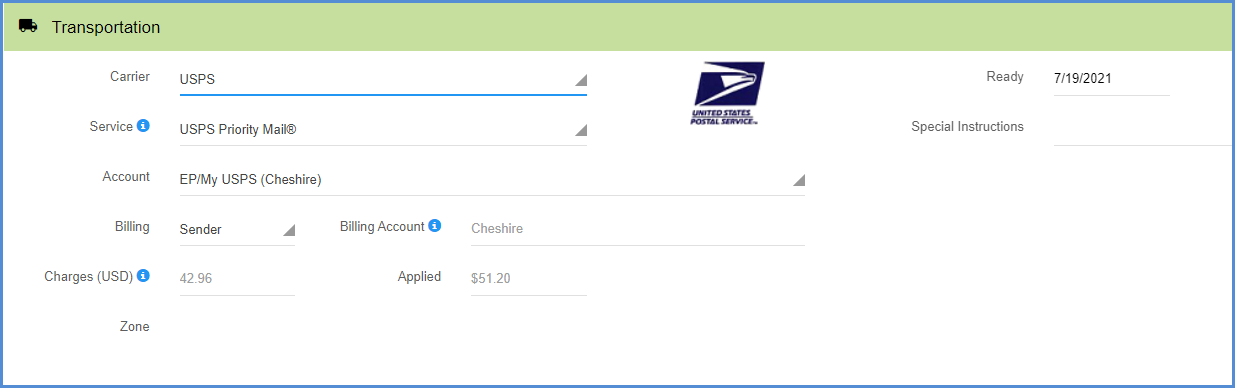 Transportation
Carrier USPS
UNITED STATES
POSTAL SERVICE™
Ready 7/19/2021
Service USPS Priority Mail®
Special Instructions
Account EP/My USPS (Cheshire)
Billing Sender Billing Account Cheshire
Charges (USD) 42.96 Applied $51.20
Zone